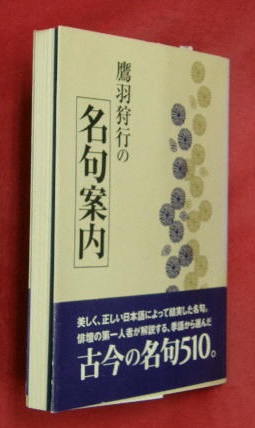 鷹羽狩行の
名句案内
美しく、正しい日本語によって結実した名句。
俳壇の第一人者が解説する、季語から選んだ
古今の名句510。